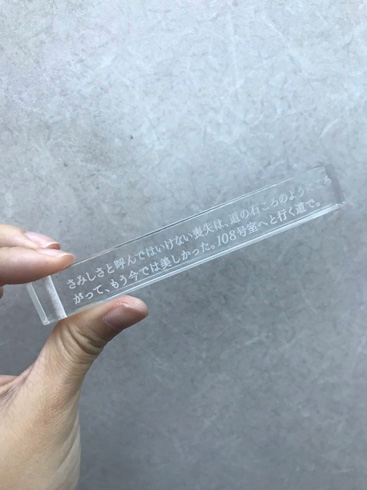 さみしさと呼んではいけない喪失は、道の石ころのように
がって、もう今では美しかった。108号室へと行く道で。